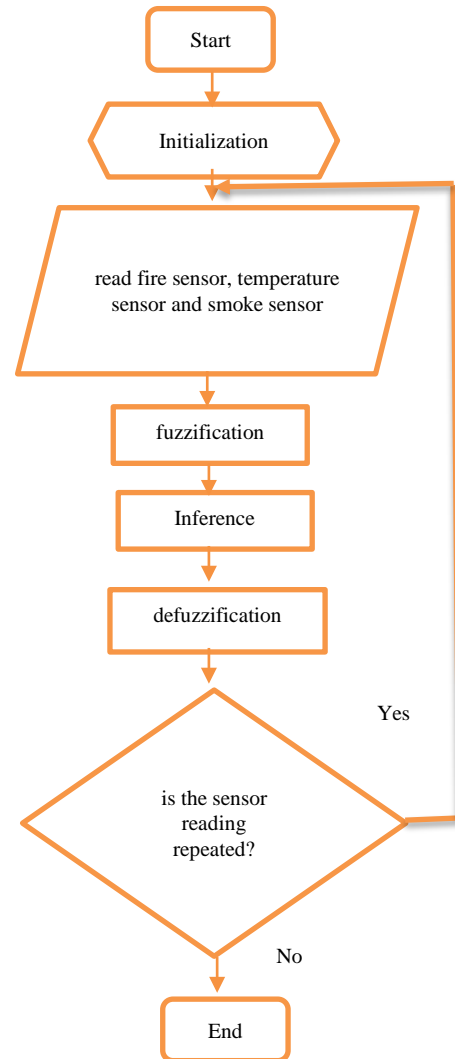 Start
Initialization
read fire sensor, temperature
sensor and smoke sensor
fuzzification
Inference
defuzzification
Yes
is the sensor
reading
repeated?
No
End